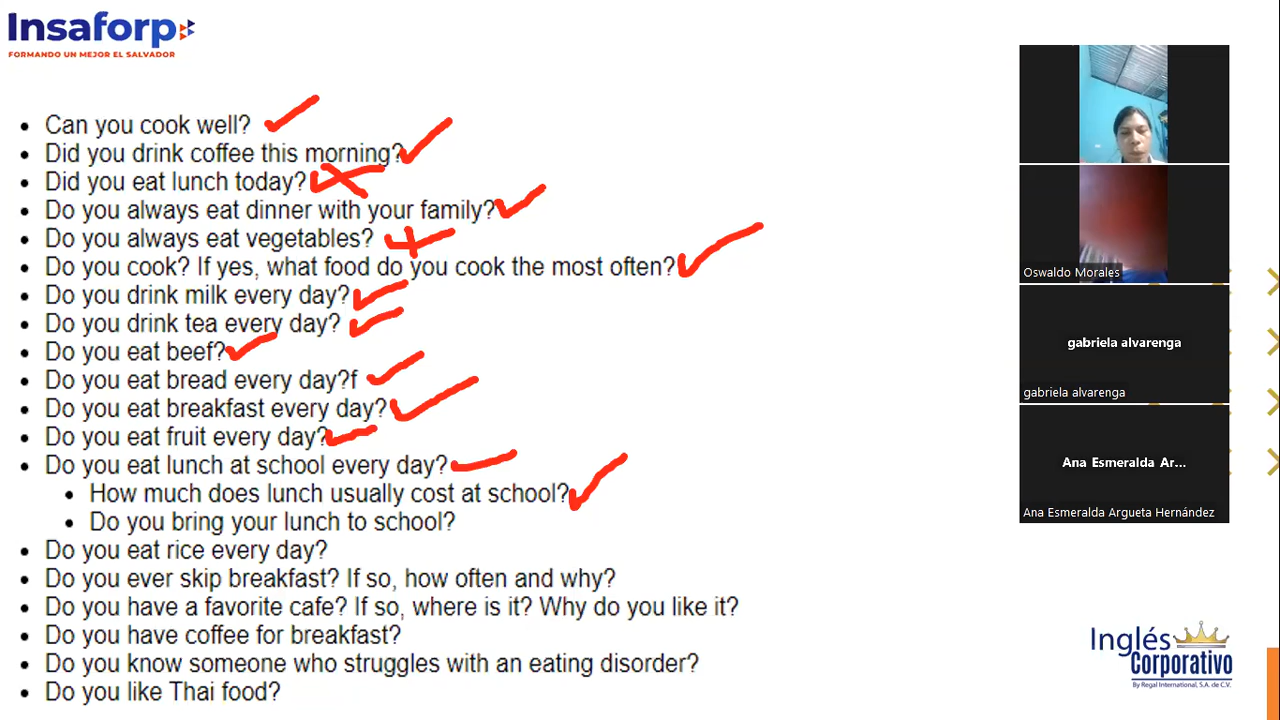 Insaforp
FORMANDO UN MEJOR EL SALVADOR
Can you cook well?
Did you drink coffee this morning?
Did you eat lunch today?
Do you always eat dinner with your family?
Do you always eat vegetables?
Do you cook? If yes, what food do you cook the most often?
Do you drink milk every day?
Do you drink tea every day?
Do you eat beef?
Do you eat bread every day?f
Do you eat breakfast every day?
Do you eat fruit every day?
Do you eat lunch at school every day?
How much does lunch usually cost at school?
Do you bring your lunch to school?
Do you eat rice every day?
Do you ever skip breakfast? If so, how often and why?
Do you have a favorite cafe? If so, where is it? Why do you like it?
Do you have coffee for breakfast?
Do you know someone who struggles with an eating disorder?
Do you like Thai food?
Oswaldo Morales
gabriela alvarenga
gabriela alvarenga
Ana Esmeralda Ar...
Ana Esmeralda Argueta Hernández
Inglés
Corporativo
By Regal International, S.A. de C.V.